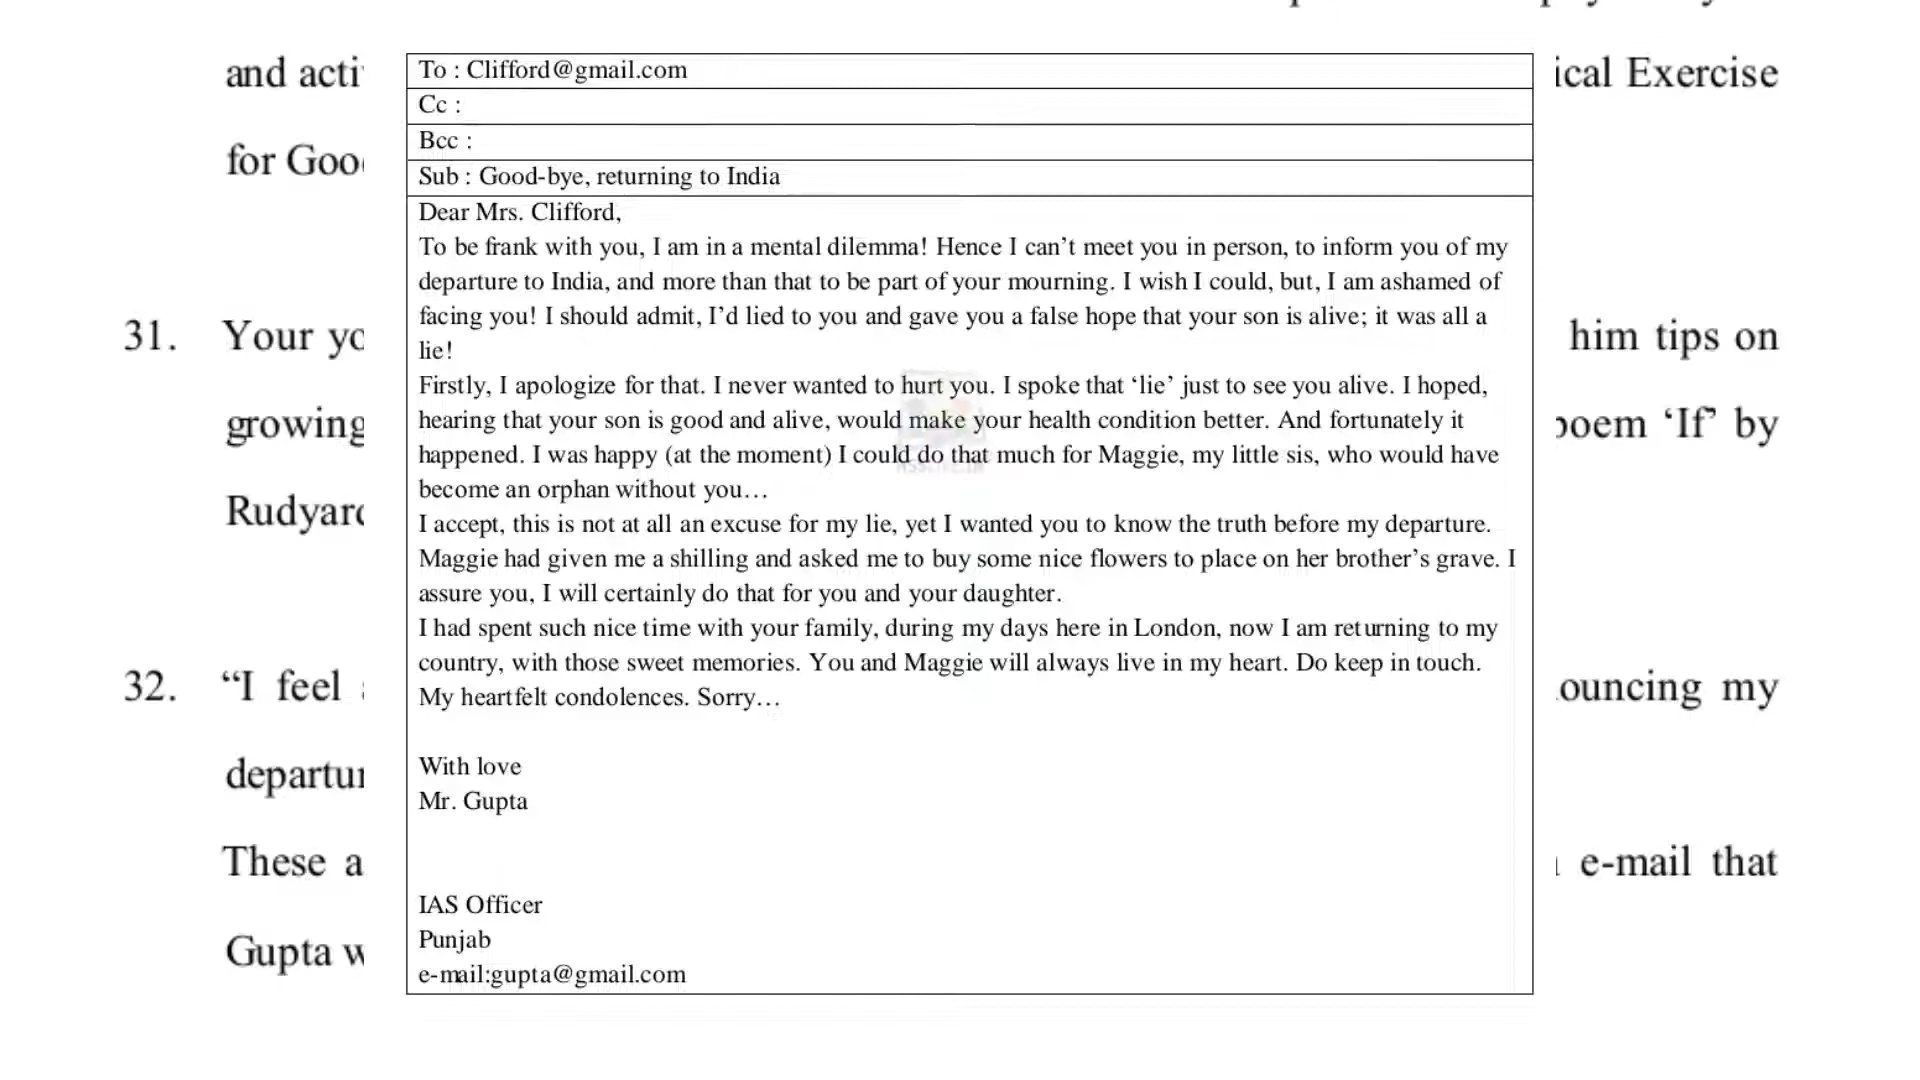 and acti
ical Exercise
for Goo
31. Your yo
him tips on
growing
poem ‘If’ by
Rudyard
32. “I feel
ouncing my
departur
These a
e-mail that
Gupta w
To : Clifford@gmail.com
Cc :
Bcc :
Sub : Good-bye, returning to India
Dear Mrs. Clifford,
To be frank with you, I am in a mental dilemma! Hence I can’t meet you in person, to inform you of my
departure to India, and more than that to be part of your mourning. I wish I could, but, I am ashamed of
facing you! I should admit, I’d lied to you and gave you a false hope that your son is alive; it was all a
lie!
Firstly, I apologize for that. I never wanted to hurt you. I spoke that ‘lie’ just to see you alive. I hoped,
hearing that your son is good and alive, would make your health condition better. And fortunately it
happened. I was happy (at the moment) I could do that much for Maggie, my little sis, who would have
become an orphan without you…
I accept, this is not at all an excuse for my lie, yet I wanted you to know the truth before my departure.
Maggie had given me a shilling and asked me to buy some nice flowers to place on her brother’s grave. I
assure you, I will certainly do that for you and your daughter.
I had spent such nice time with your family, during my days here in London, now I am returning to my
country, with those sweet memories. You and Maggie will always live in my heart. Do keep in touch.
My heartfelt condolences. Sorry…
With love
Mr. Gupta
IAS Officer
Punjab
e-mail:gupta@gmail.com